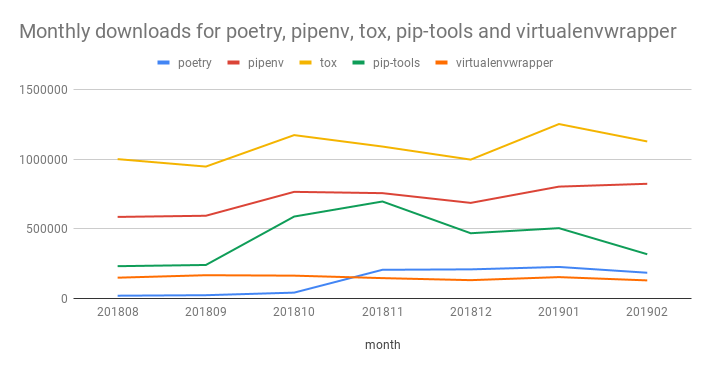 Monthly downloads for poetry, pipenv, tox, pip-tools and virtualenvwrapper
poetry pipenv tox pip-tools virtualenvwrapper
1500000
1000000
500000
0
201808 201809 201810 201811 201812 201901 201902
month